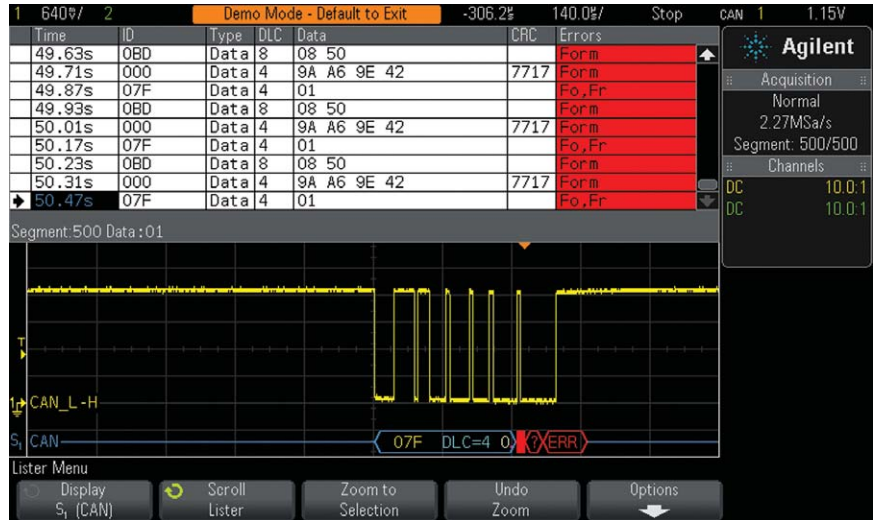 1 640♥/ 2 Demo Mode - Default to Exit -306.2µs 140.0µs/ Stop CAN 1 1.15V
Time ID Type DLC Data CRC Errors
49.63s 0BD Data 8 08 50 Form
49.71s 000 Data 4 9A A6 9E 42 7717 Form
49.87s 07F Data 4 01 Fo,Fr
49.93s 0BD Data 8 08 50 Form
50.01s 000 Data 4 9A A6 9E 42 7717 Form
50.17s 07F Data 4 01 Fo,Fr
50.23s 0BD Data 8 08 50 Form
50.31s 000 Data 4 9A A6 9E 42 7717 Form
50.47s 07F Data 4 01 Fo,Fr
Segment:500 Data:01
Agilent
Acquisition
Normal
2.27MSa/s
Segment: 500/500
Channels
DC 10.0:1
DC 10.0:1
T
1 CAN_L-H
S1 CAN 07F DLC=4 0 ? ERR
Lister Menu
Display
S1 (CAN)
Scroll
Lister
Zoom to
Selection
Undo
Zoom
Options